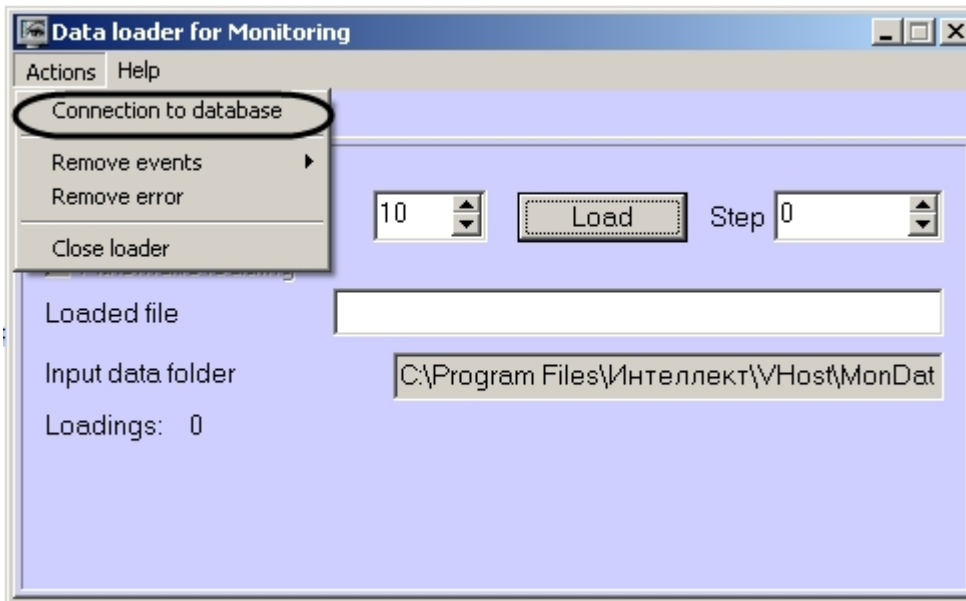 Data loader for Monitoring
Actions Help
Connection to database
Remove events
Remove error
Close loader
10 Load Step 0
Loaded file
Input data folder C:\Program Files\Интеллект\VHost\MonDat
Loadings: 0